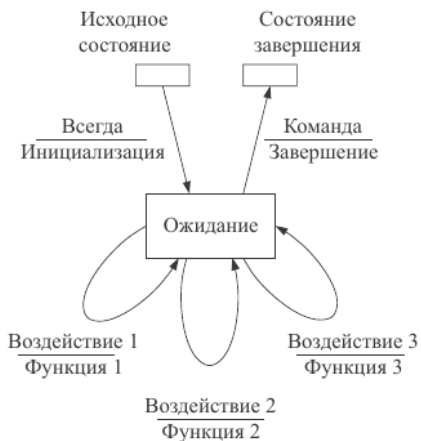 Исходное
состояние
Состояние
завершения
Всегда
Инициализация
Команда
Завершение
Ожидание
Воздействие 1
Функция 1
Воздействие 3
Функция 3
Воздействие 2
Функция 2